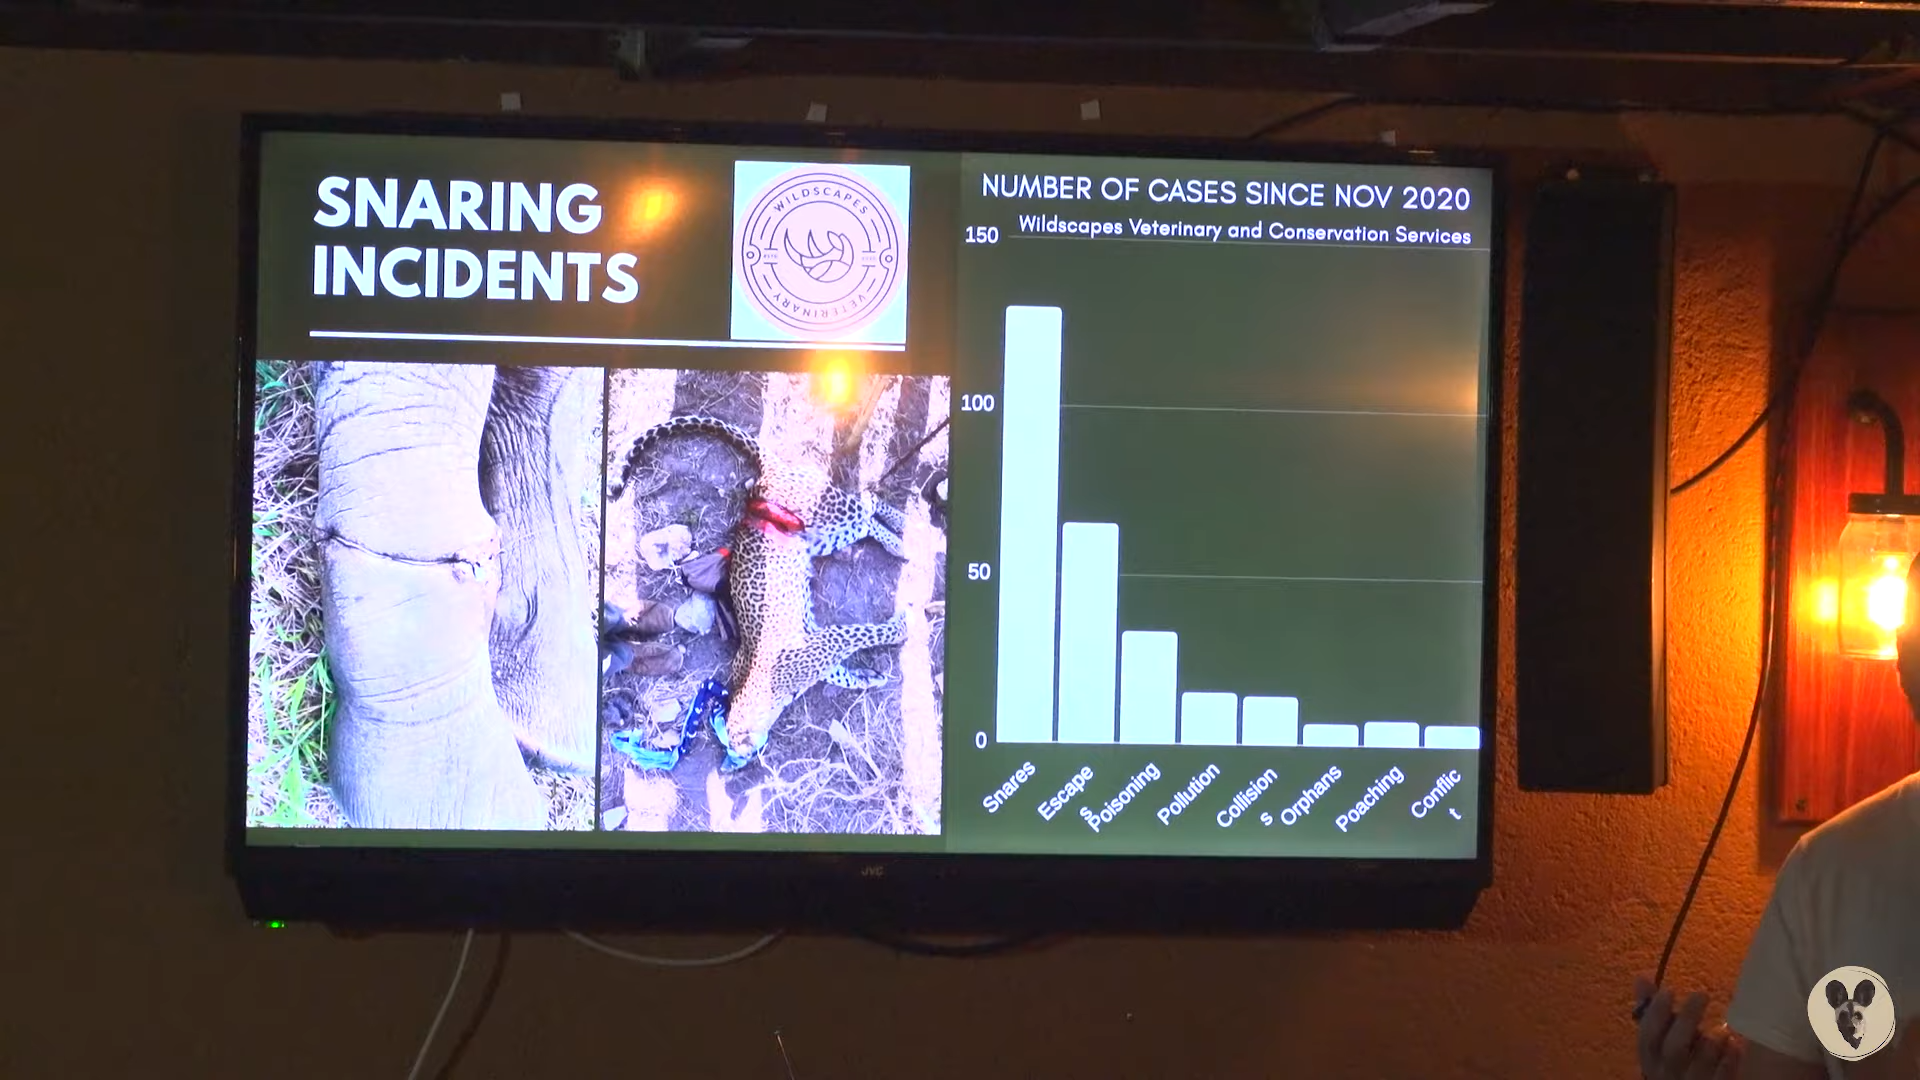 SNARING
INCIDENTS
WILDSCAPES
VETERINARY
NUMBER OF CASES SINCE NOV 2020
Wildscapes Veterinary and Conservation Services
150
100
50
0
Snares
Escape
s
Poisoning
Pollution
Collision
s
Orphans
Poaching
Conflic
t
JVC